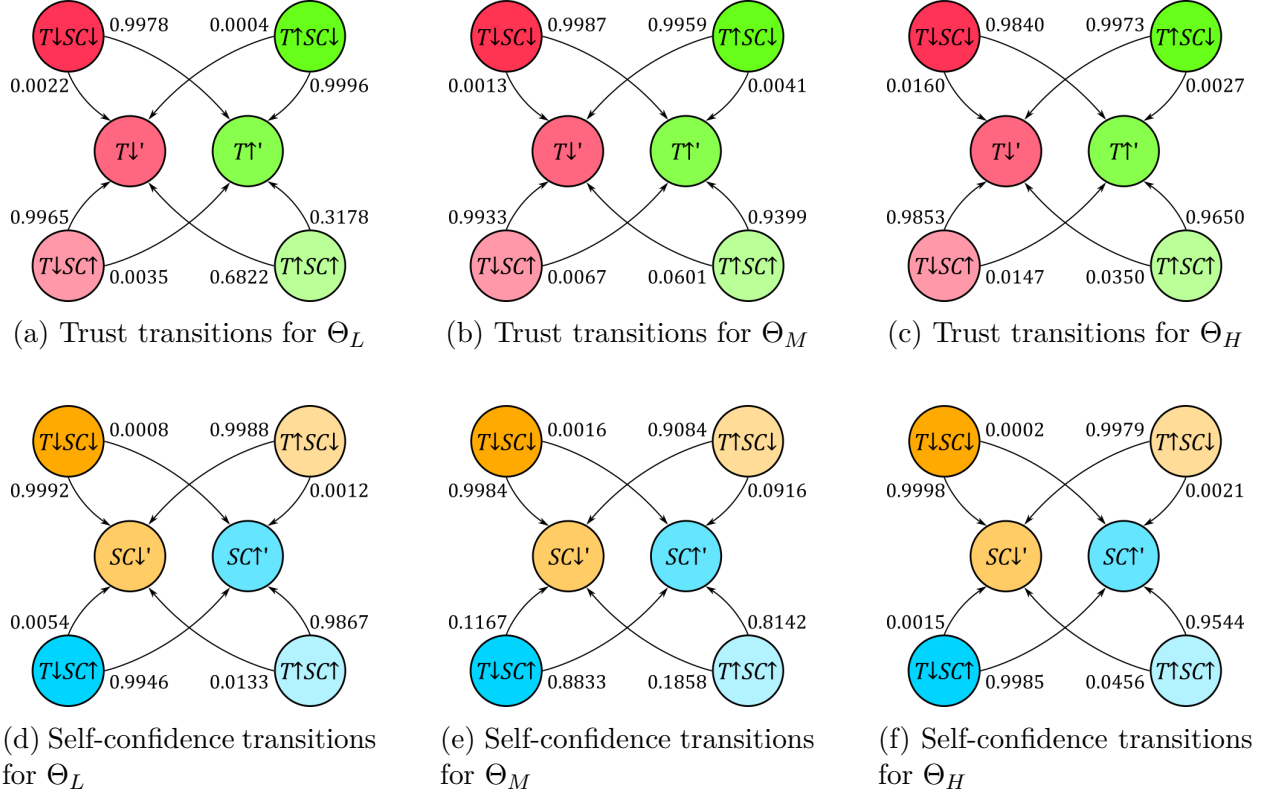 T↓SC↓ 0.9978 0.0004 T↑SC↓
0.0022 0.9996
T↓' T↑'
0.9965 0.3178
T↓SC↑ 0.0035 0.6822 T↑SC↑
(a) Trust transitions for Θ_L
T↓SC↓ 0.9987 0.9959 T↑SC↓
0.0013 0.0041
T↓' T↑'
0.9933 0.9399
T↓SC↑ 0.0067 0.0601 T↑SC↑
(b) Trust transitions for Θ_M
T↓SC↓ 0.9840 0.9973 T↑SC↓
0.0160 0.0027
T↓' T↑'
0.9853 0.9650
T↓SC↑ 0.0147 0.0350 T↑SC↑
(c) Trust transitions for Θ_H
T↓SC↓ 0.0008 0.9988 T↑SC↓
0.9992 0.0012
SC↓' SC↑'
0.0054 0.9867
T↓SC↑ 0.9946 0.0133 T↑SC↑
(d) Self-confidence transitions
for Θ_L
T↓SC↓ 0.0016 0.9084 T↑SC↓
0.9984 0.0916
SC↓' SC↑'
0.1167 0.8142
T↓SC↑ 0.8833 0.1858 T↑SC↑
(e) Self-confidence transitions
for Θ_M
T↓SC↓ 0.0002 0.9979 T↑SC↓
0.9998 0.0021
SC↓' SC↑'
0.0015 0.9544
T↓SC↑ 0.9985 0.0456 T↑SC↑
(f) Self-confidence transitions
for Θ_H